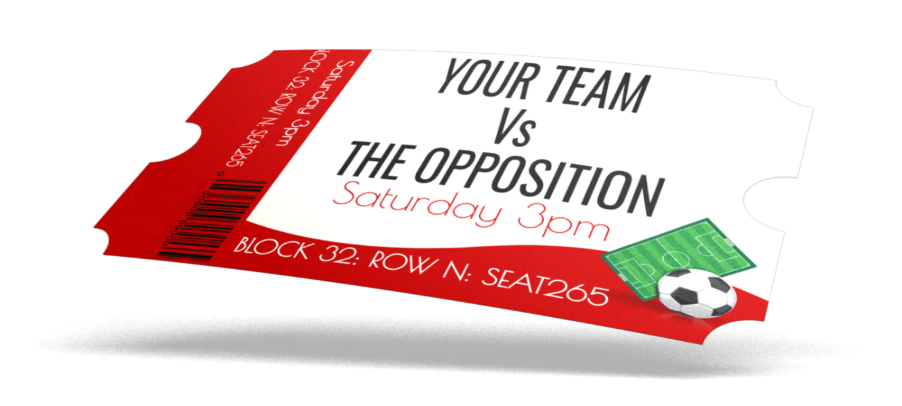 YOUR TEAM
Vs
THE OPPOSITION
Saturday 3pm
BLOCK 32: ROW N: SEAT265
Saturday 3pm
BLOCK 32: ROW N: SEAT265